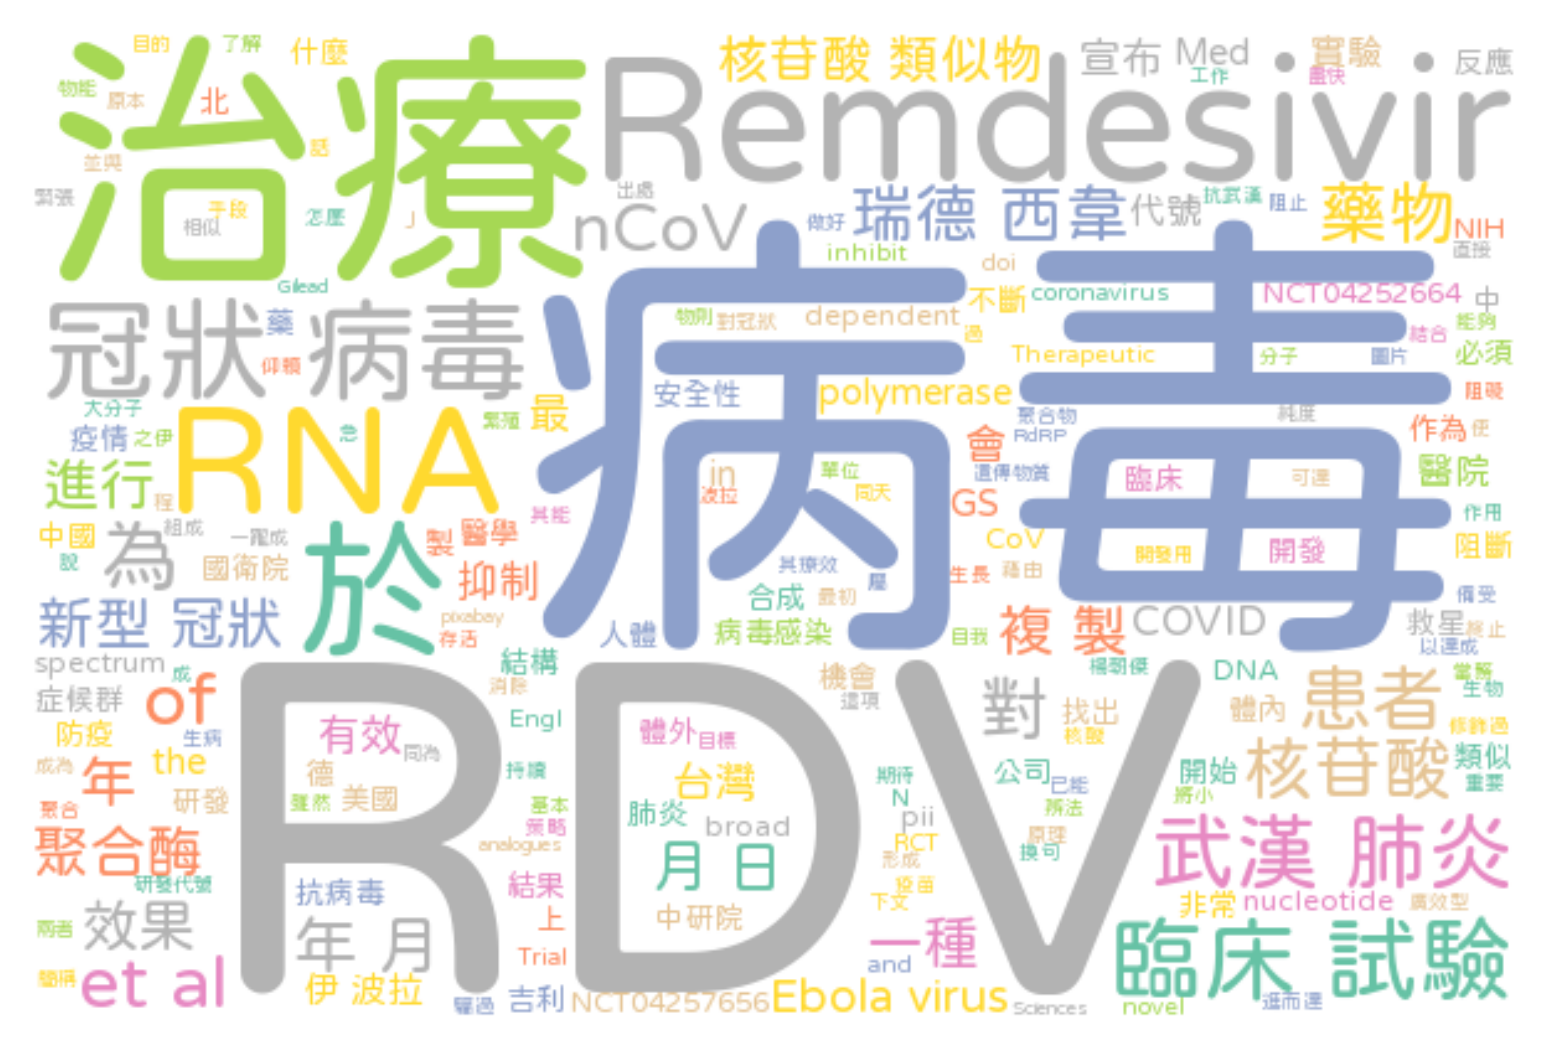 目的
了解
什麼
核苷酸 類似物
宣布
Med
實驗
反應
物能
原本
北
工作
盡快
治療
Remdesivir
話
並與
緊張
相似
手段
怎麼
出處
nCoV
做好
瑞德 西韋
代號
抗武漢
阻止
藥物
NIH
直接
inhibit
doi
Gilead
不斷
coronavirus
NCT04252664
中
冠狀 病毒
藥
病毒
物則
對冠狀
dependent
過
能夠
結合
仰賴
Therapeutic
分子
圖片
必須
安全性
polymerase
阻礙
大分子
RNA
繁殖
最
聚合物
純度
疫情
之伊
急
會
RdRP
作為
使
進行
in
單位
遺傳物質
臨床
可逆
醫院
程
波拉
同天
GS
其能
中國
為
組成
一躍成
於
製
醫學
CoV
開發用
開發
作用
阻斷
說
國衛院
抑制
其療效
屬
生長
藉由
合成
最初
備受
新型 冠狀
pixabay
存活
人體
病毒感染
自我
複 製
COVID
救星
終止
以達成
spectrum
成
結構
機會
楊朝傑
DNA
當解
生物
症候群
of
RDV
消除
這項
對
找出
核酸
體內
患者
防疫
生病
有效
同為
Engl
體外
目標
修飾過
成為
年
the
德
持續
台灣
期待
公司
已能
開始
核苷酸
類似
重要
聚合
研發
雖然
美國
基本
肺炎
N
辦法
將小
聚合酶
策略
broad
pii
原理
武漢 肺炎
analogues
RCT
換句
研發代號
抗病毒
結果
月 日
形成
疫苗
兩者
效果
年 月
上
中研院
下文
非常
nucleotide
廣效型
一種
臨床 試驗
簡稱
et al
伊 波拉
Trial
and
吉利
NCT04257656
Ebola virus
Sciences
novel
進而達